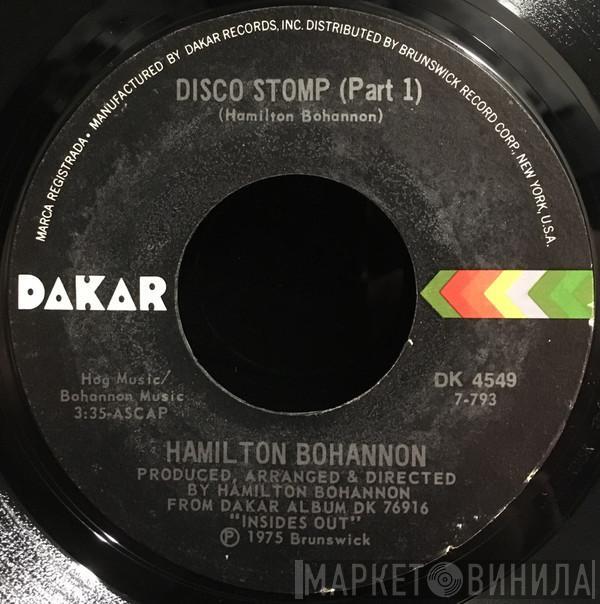 MARCA REGISTRADA • MANUFACTURED BY DAKAR RECORDS, INC. DISTRIBUTED BY BRUNSWICK RECORD CORP., NEW YORK, U.S.A.
DISCO STOMP (Part 1)
(Hamilton Bohannon)
DAKAR
Hog Music/
Bohannon Music
3:35-ASCAP
DK 4549
7-793
HAMILTON BOHANNON
PRODUCED, ARRANGED & DIRECTED
BY HAMILTON BOHANNON
FROM DAKAR ALBUM DK 76916
"INSIDES OUT"
℗ 1975 Brunswick
МАРКЕТ ВИНИЛА